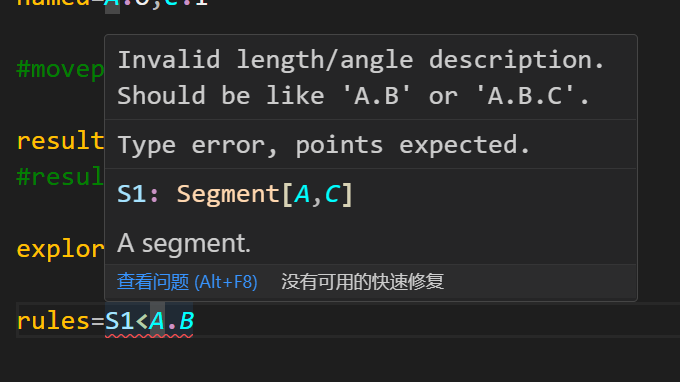 named=A:0,C:1
#movep
Invalid length/angle description.
Should be like 'A.B' or 'A.B.C'.
Type error, points expected.
result
#resul
S1: Segment[A,C]
explor
A segment.
查看问题 (Alt+F8) 没有可用的快速修复
rules=S1<A.B